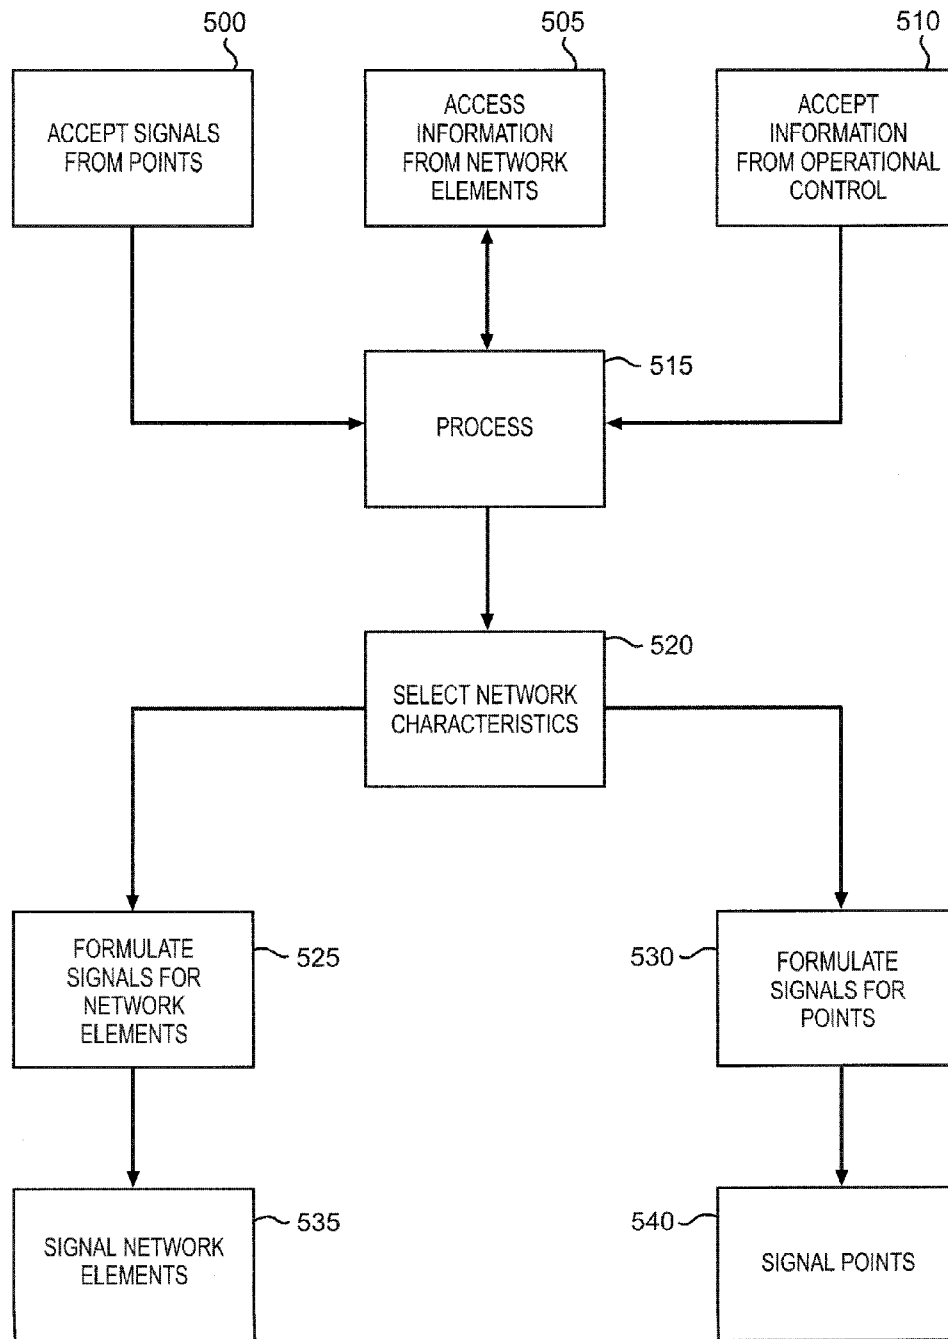 500
505
510
ACCEPT SIGNALS
FROM POINTS
ACCESS
INFORMATION
FROM NETWORK
ELEMENTS
ACCEPT
INFORMATION
FROM OPERATIONAL
CONTROL
515
PROCESS
520
SELECT NETWORK
CHARACTERISTICS
FORMULATE
SIGNALS FOR
NETWORK
ELEMENTS
525
530
FORMULATE
SIGNALS FOR
POINTS
SIGNAL NETWORK
ELEMENTS
535
540
SIGNAL POINTS